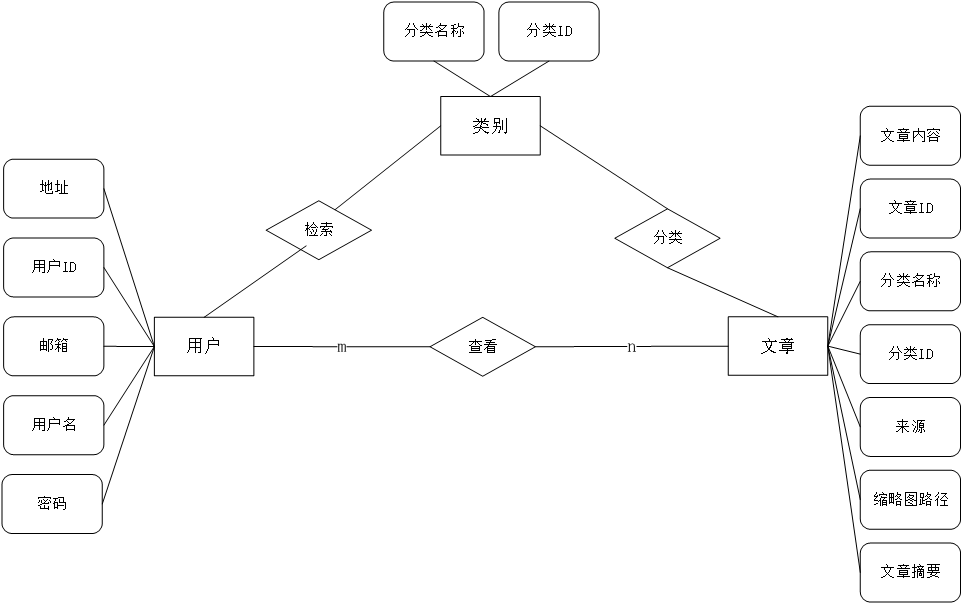 分类名称
分类ID
类别
文章内容
地址
文章ID
检索
分类
用户ID
分类名称
用户
m
查看
n
文章
邮箱
分类ID
用户名
来源
密码
缩略图路径
文章摘要